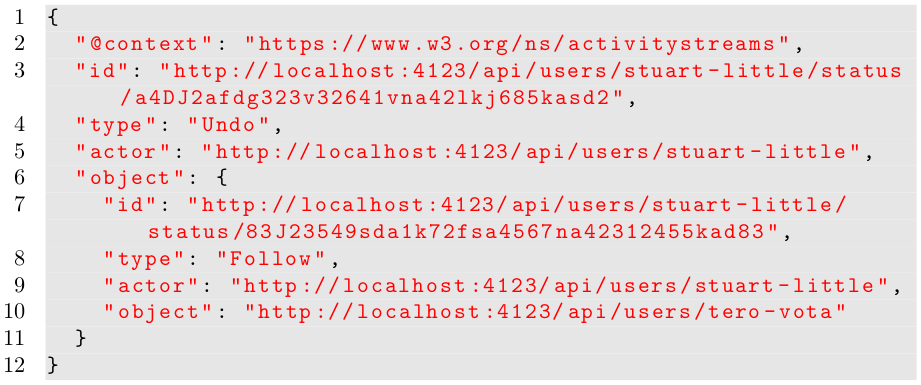 1 {
2 "@context": "https://www.w3.org/ns/activitystreams",
3 "id": "http://localhost:4123/api/users/stuart-little/status
/a4DJ2afdg323v32641vna42lkj685kasd2",
4 "type": "Undo",
5 "actor": "http://localhost:4123/api/users/stuart-little",
6 "object": {
7 "id": "http://localhost:4123/api/users/stuart-little/
status/83J23549sda1k72fsa4567na42312455kad83",
8 "type": "Follow",
9 "actor": "http://localhost:4123/api/users/stuart-little",
10 "object": "http://localhost:4123/api/users/tero-vota"
11 }
12 }